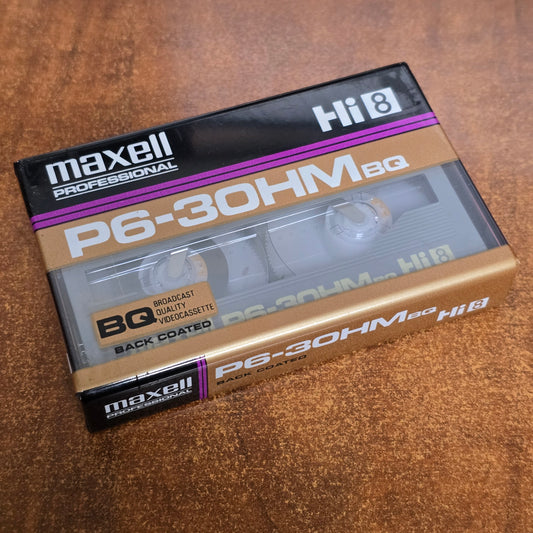 maxell
PROFESSIONAL
Hi8
P6-30HMBQ
Hi8
P6-30HMBQ
BQ BROADCAST
QUALITY
VIDEOCASSETTE
BACK COATED
maxell
PROFESSIONAL
P6-30HMBQ Hi8
BACK COATED